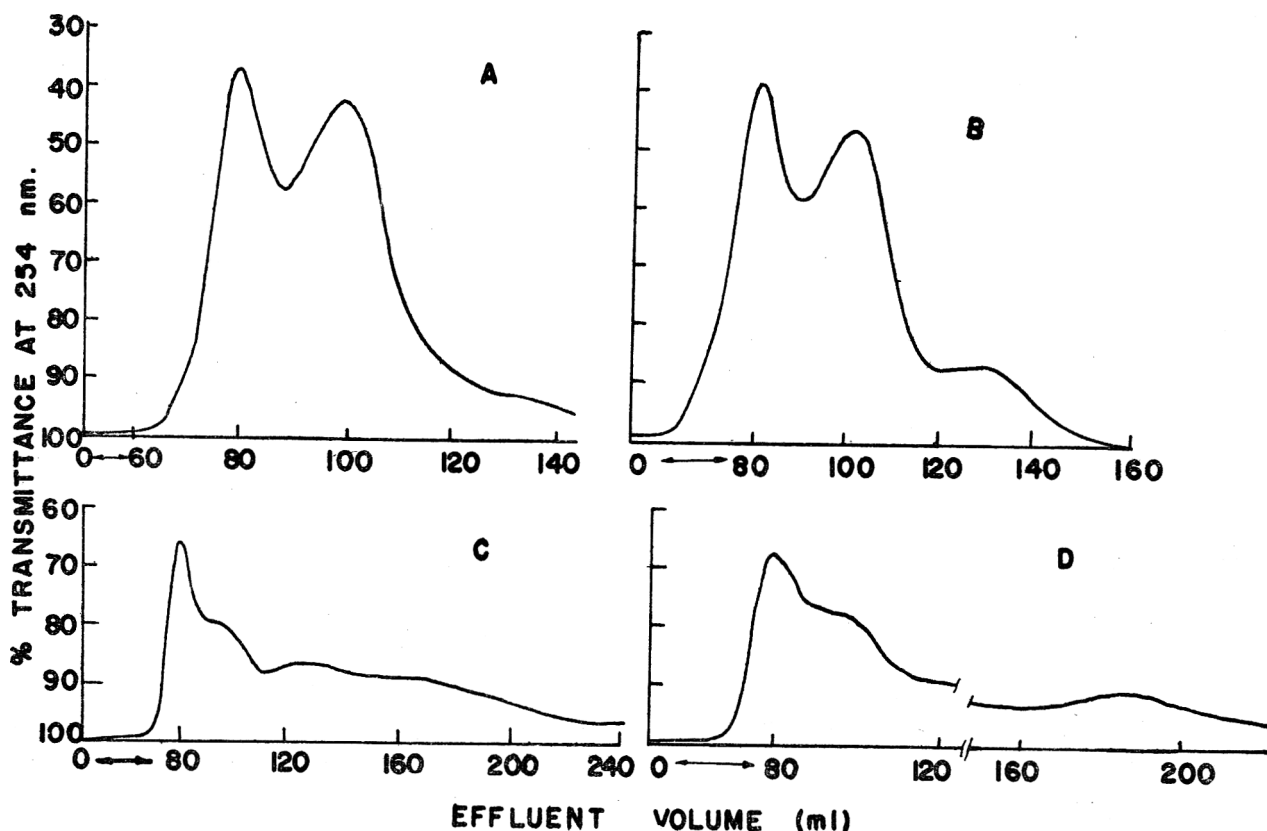 30
40
50
60
70
80
90
100
A
0 60 80 100 120 140
B
0 80 100 120 140 160
% TRANSMITTANCE AT 254 nm.
60
70
80
90
100
C
0 80 120 160 200 240
D
0 80 120 160 200
EFFLUENT VOLUME (ml)